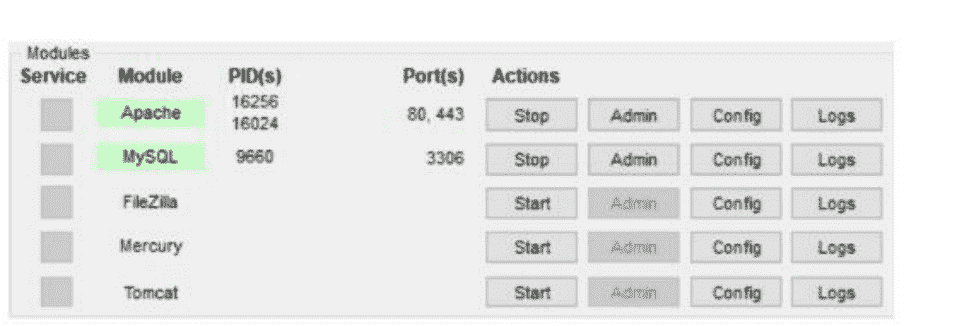 Modules
Service Module PID(s) Port(s) Actions
Apache 16256 16024 80, 443 Stop Admin Config Logs
MySQL 9660 3306 Stop Admin Config Logs
FileZilla Start Admin Config Logs
Mercury Start Admin Config Logs
Tomcat Start Admin Config Logs